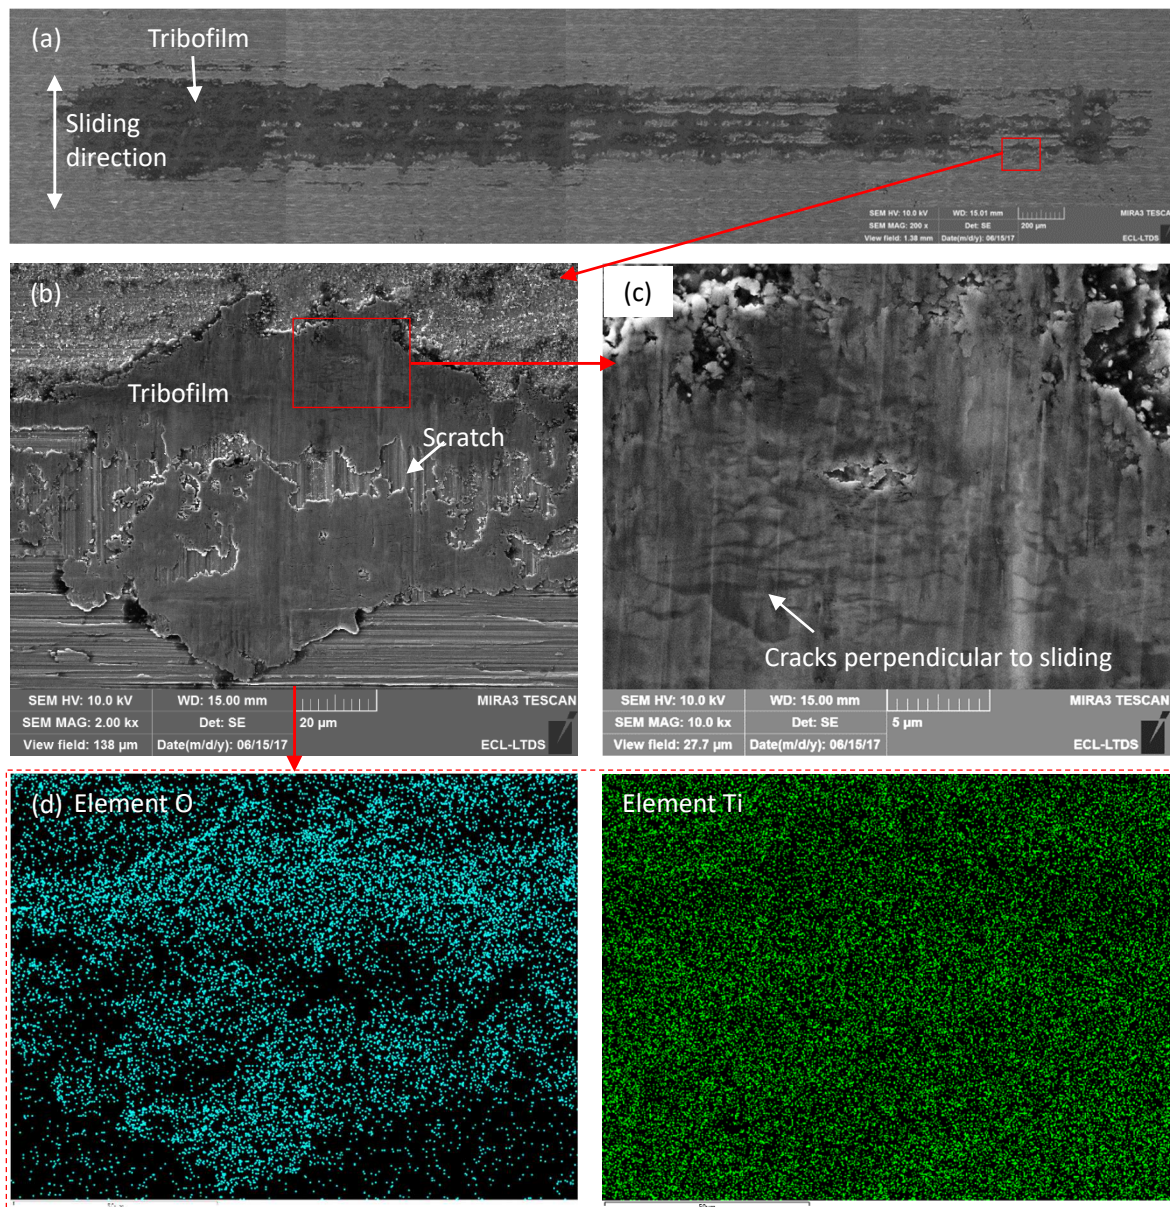 (a)
Tribofilm
Sliding
direction
SEM HV: 10.0 kV WD: 15.01 mm MIRA3 TESCAN
SEM MAG: 200 x Det: SE 200 µm
View field: 1.38 mm Date(m/d/y): 06/15/17 ECL-LTDS
(b)
Tribofilm
Scratch
SEM HV: 10.0 kV WD: 15.00 mm MIRA3 TESCAN
SEM MAG: 2.00 kx Det: SE 20 µm
View field: 138 µm Date(m/d/y): 06/15/17 ECL-LTDS
(c)
Cracks perpendicular to sliding
SEM HV: 10.0 kV WD: 15.00 mm MIRA3 TESCAN
SEM MAG: 10.0 kx Det: SE 5 µm
View field: 27.7 µm Date(m/d/y): 06/15/17 ECL-LTDS
(d) Element O
Element Ti